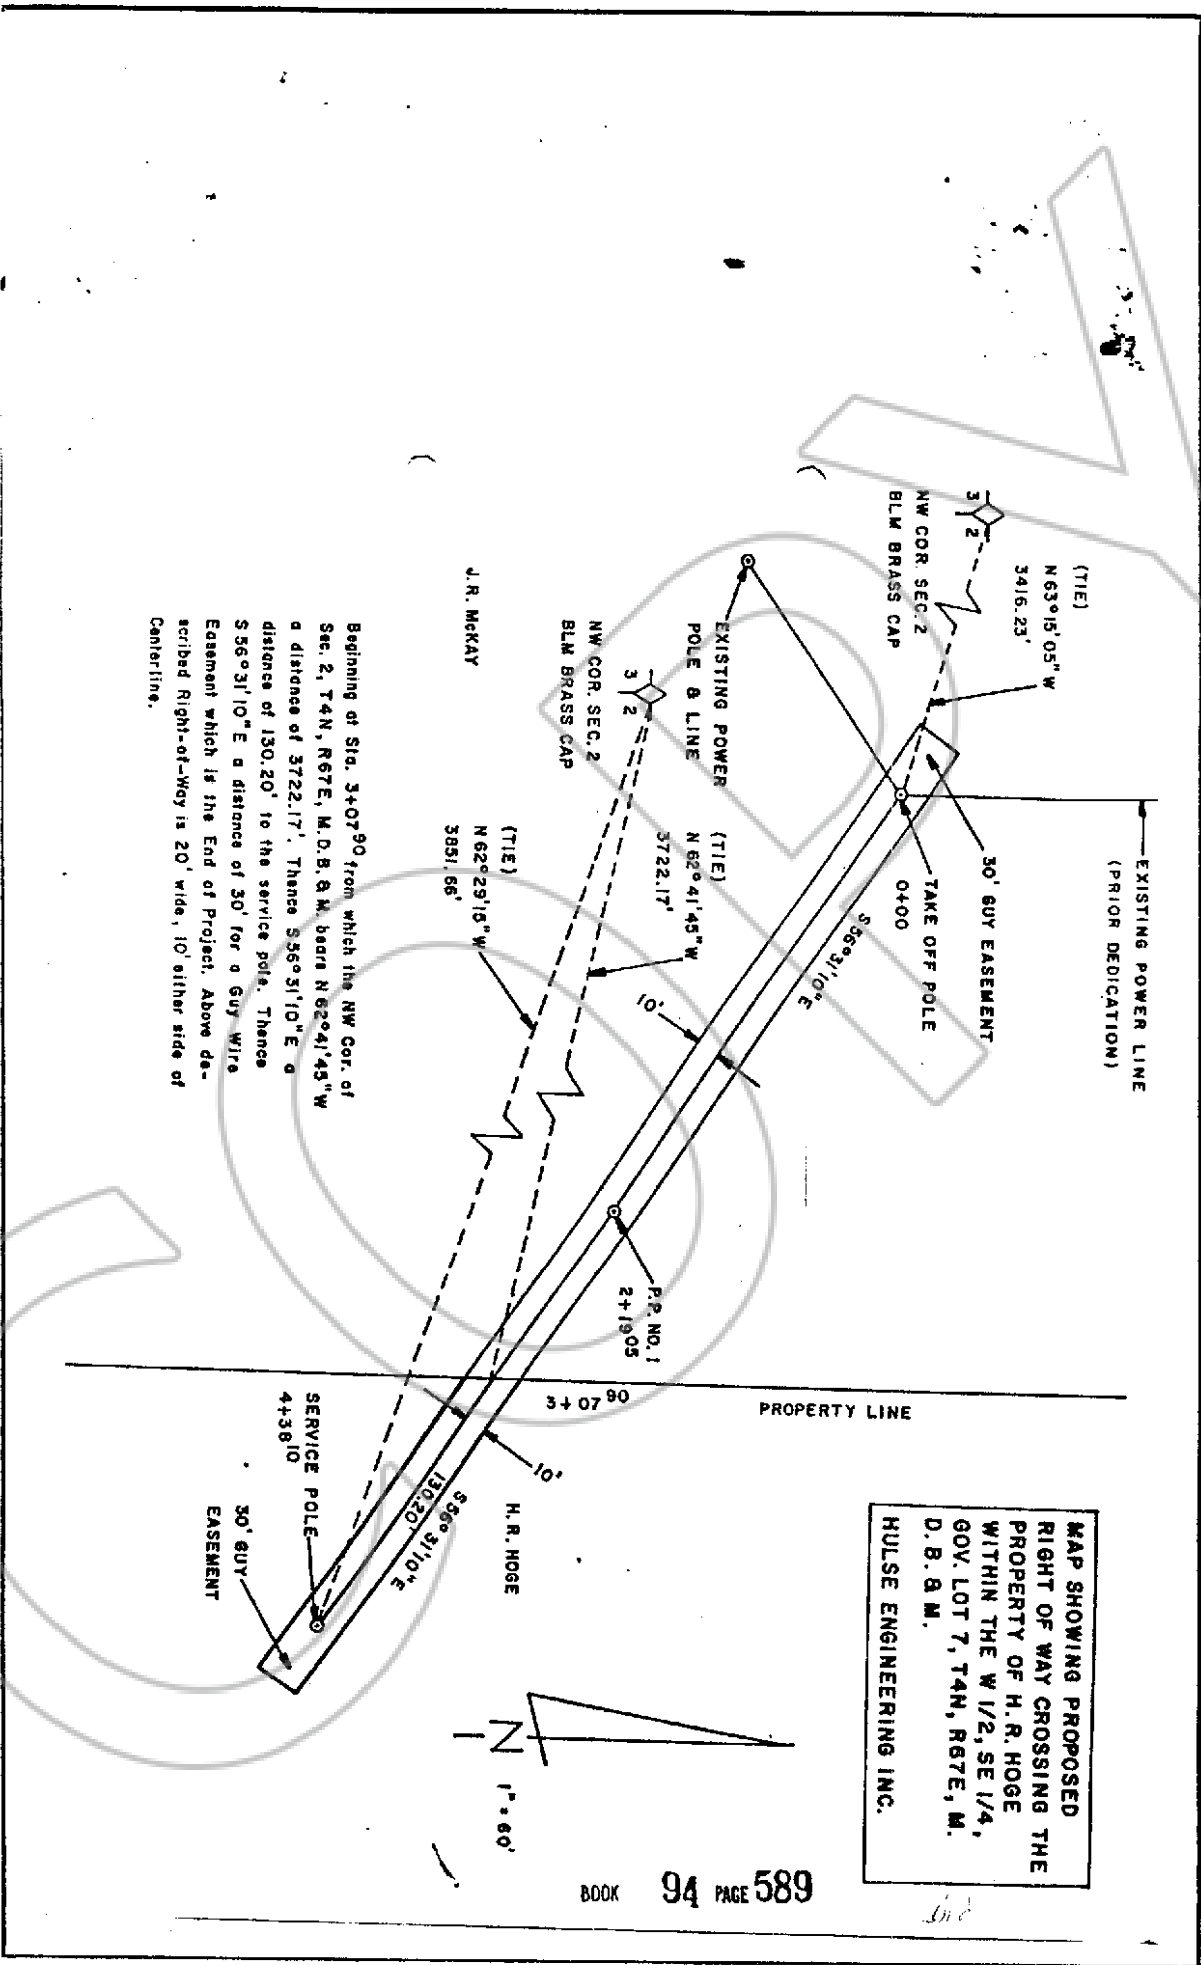 MAP SHOWING PROPOSED
RIGHT OF WAY CROSSING THE
PROPERTY OF H. R. HOGE
WITHIN THE W 1/2, SE 1/4,
GOV. LOT 7, T4N, R67E, M.
D. B. & M.
HULSE ENGINEERING INC.
EXISTING POWER LINE
(PRIOR DEDICATION)
(TIE)
N 63° 15' 05" W
3416.23'
3
2
NW COR. SEC. 2
BLM BRASS CAP
30' GUY EASEMENT
TAKE OFF POLE
0+00
S 56° 31' 10" E
EXISTING POWER
POLE & LINE
(TIE)
N 62° 41' 45" W
3722.17'
10'
3
2
NW COR. SEC. 2
BLM BRASS CAP
P.P. NO. 1
2+19 05
PROPERTY LINE
3+07 90
10'
H. R. HOGE
J. R. McKAY
(TIE)
N 62° 29' 15" W
3851.66'
S 56° 31' 10" E
130.20'
SERVICE POLE
4+38 10
30' GUY
EASEMENT
N
1" = 60'
Beginning at Sta. 3+07 90 from which the NW Cor. of
Sec. 2, T4N, R67E, M.D.B. & M. bears N 62° 41' 45" W
a distance of 3722.17'. Thence S 56° 31' 10" E a
distance of 130.20' to the service pole. Thence
S 56° 31' 10" E a distance of 30' for a Guy Wire
Easement which is the End of Project. Above de-
scribed Right-of-Way is 20' wide, 10' either side of
Centerline.
BOOK 94 PAGE 589
COPY